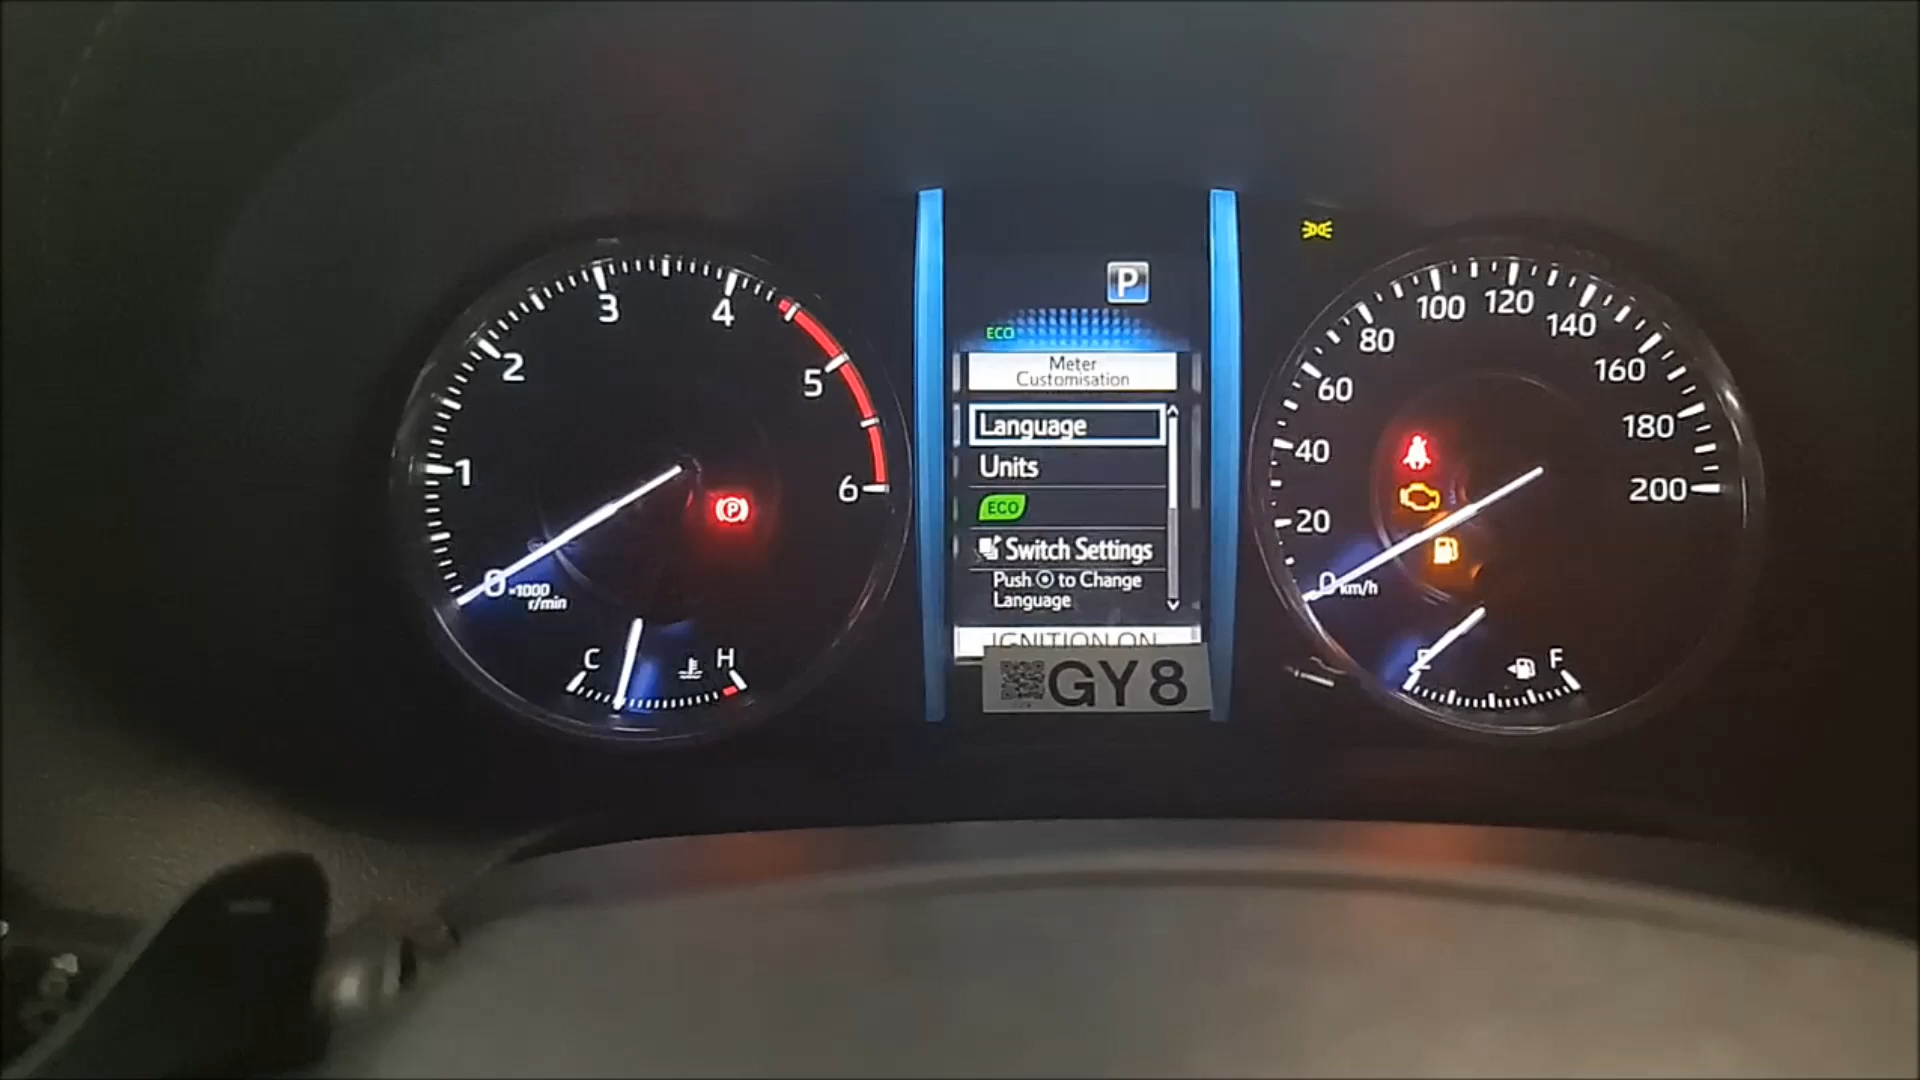 1
2
3
4
5
6
0
×1000
r/min
P
C
H
P
ECO
Meter
Customisation
Language
Units
ECO
Switch Settings
Push to Change
Language
IGNITION ON
GY8
0
km/h
20
40
60
80
100
120
140
160
180
200
E
F